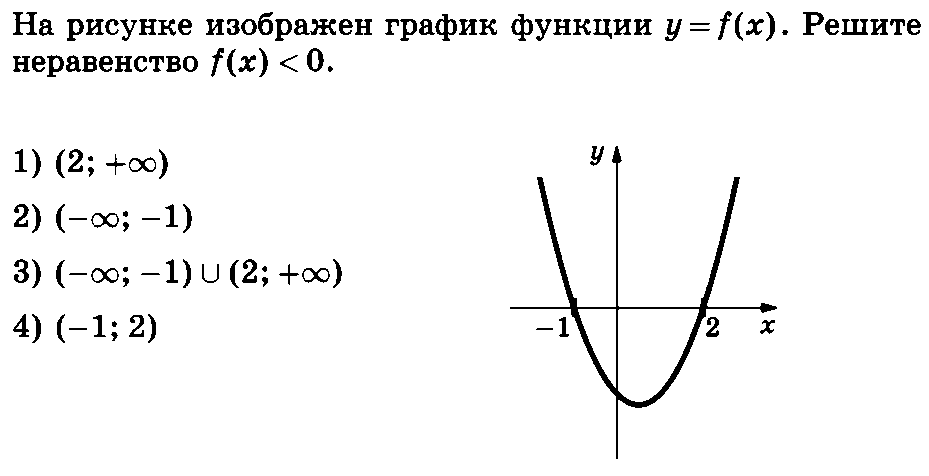 На рисунке изображен график функции y = f(x). Решите
неравенство f(x) < 0.
1) (2; +∞)
2) (−∞; −1)
3) (−∞; −1) ∪ (2; +∞)
4) (−1; 2)
y
−1
2
x